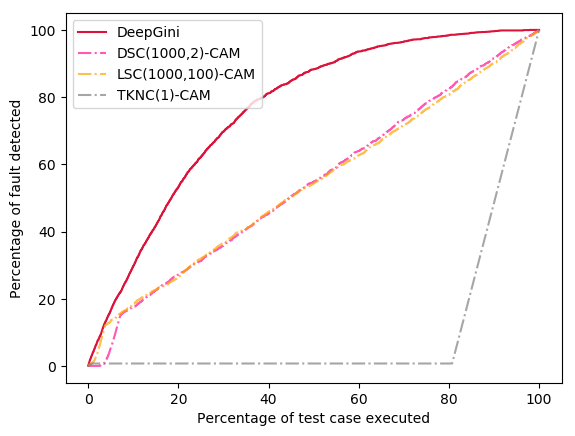 DeepGini
DSC(1000,2)-CAM
LSC(1000,100)-CAM
TKNC(1)-CAM
100
80
60
40
20
0
Percentage of fault detected
0 20 40 60 80 100
Percentage of test case executed